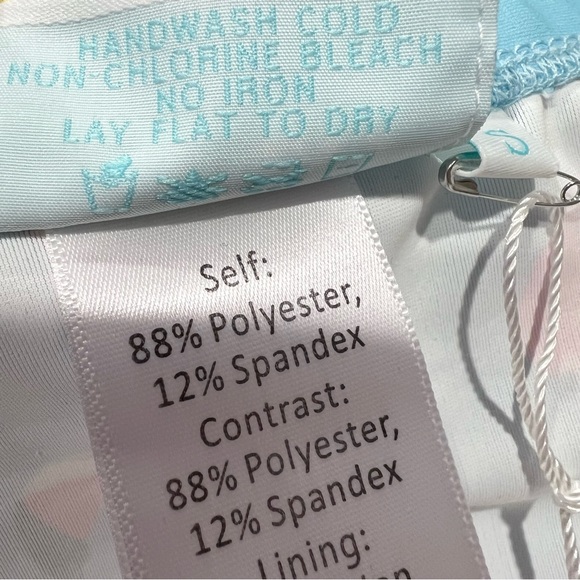 HANDWASH COLD
NON-CHLORINE BLEACH
NO IRON
LAY FLAT TO DRY
Self:
88% Polyester,
12% Spandex
Contrast:
88% Polyester,
12% Spandex
Lining: